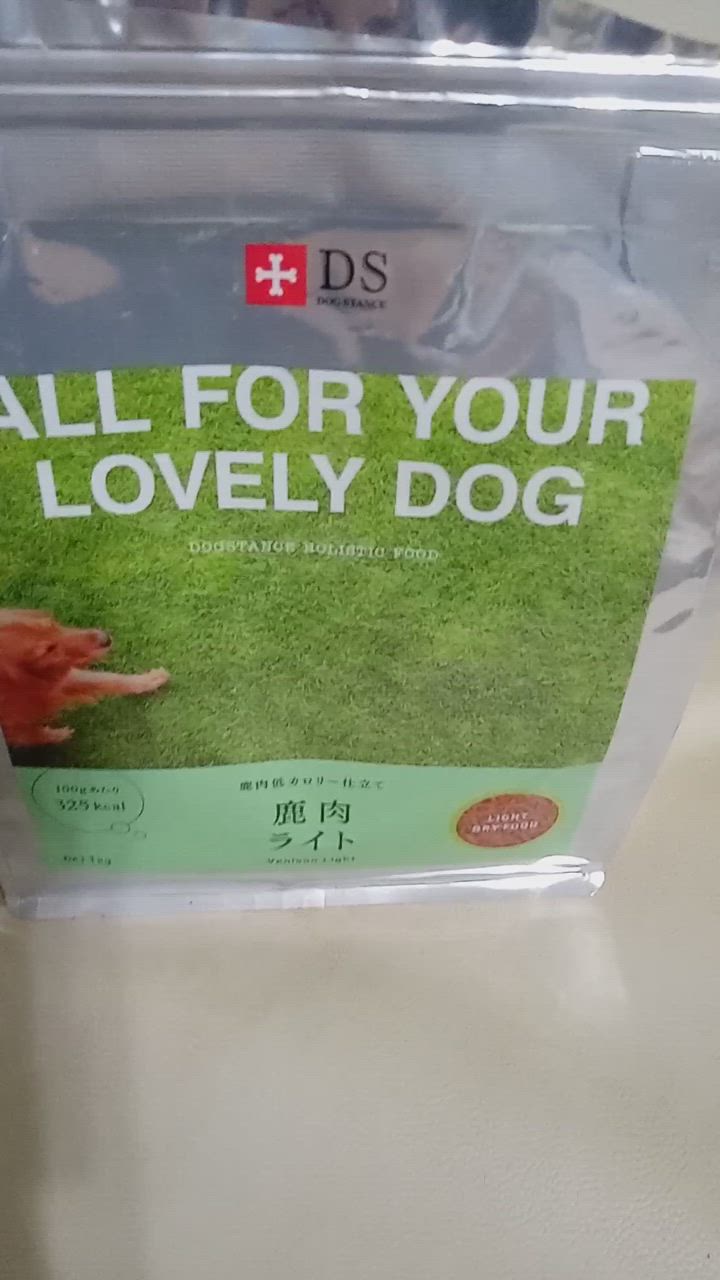 DS
DOG STANCE
ALL FOR YOUR
LOVELY DOG
DOGSTANCE HOLISTIC FOOD
100gあたり
325 kcal
鹿肉低カロリー仕立て
鹿肉
ライト
Venison Light
LIGHT
DRY FOOD